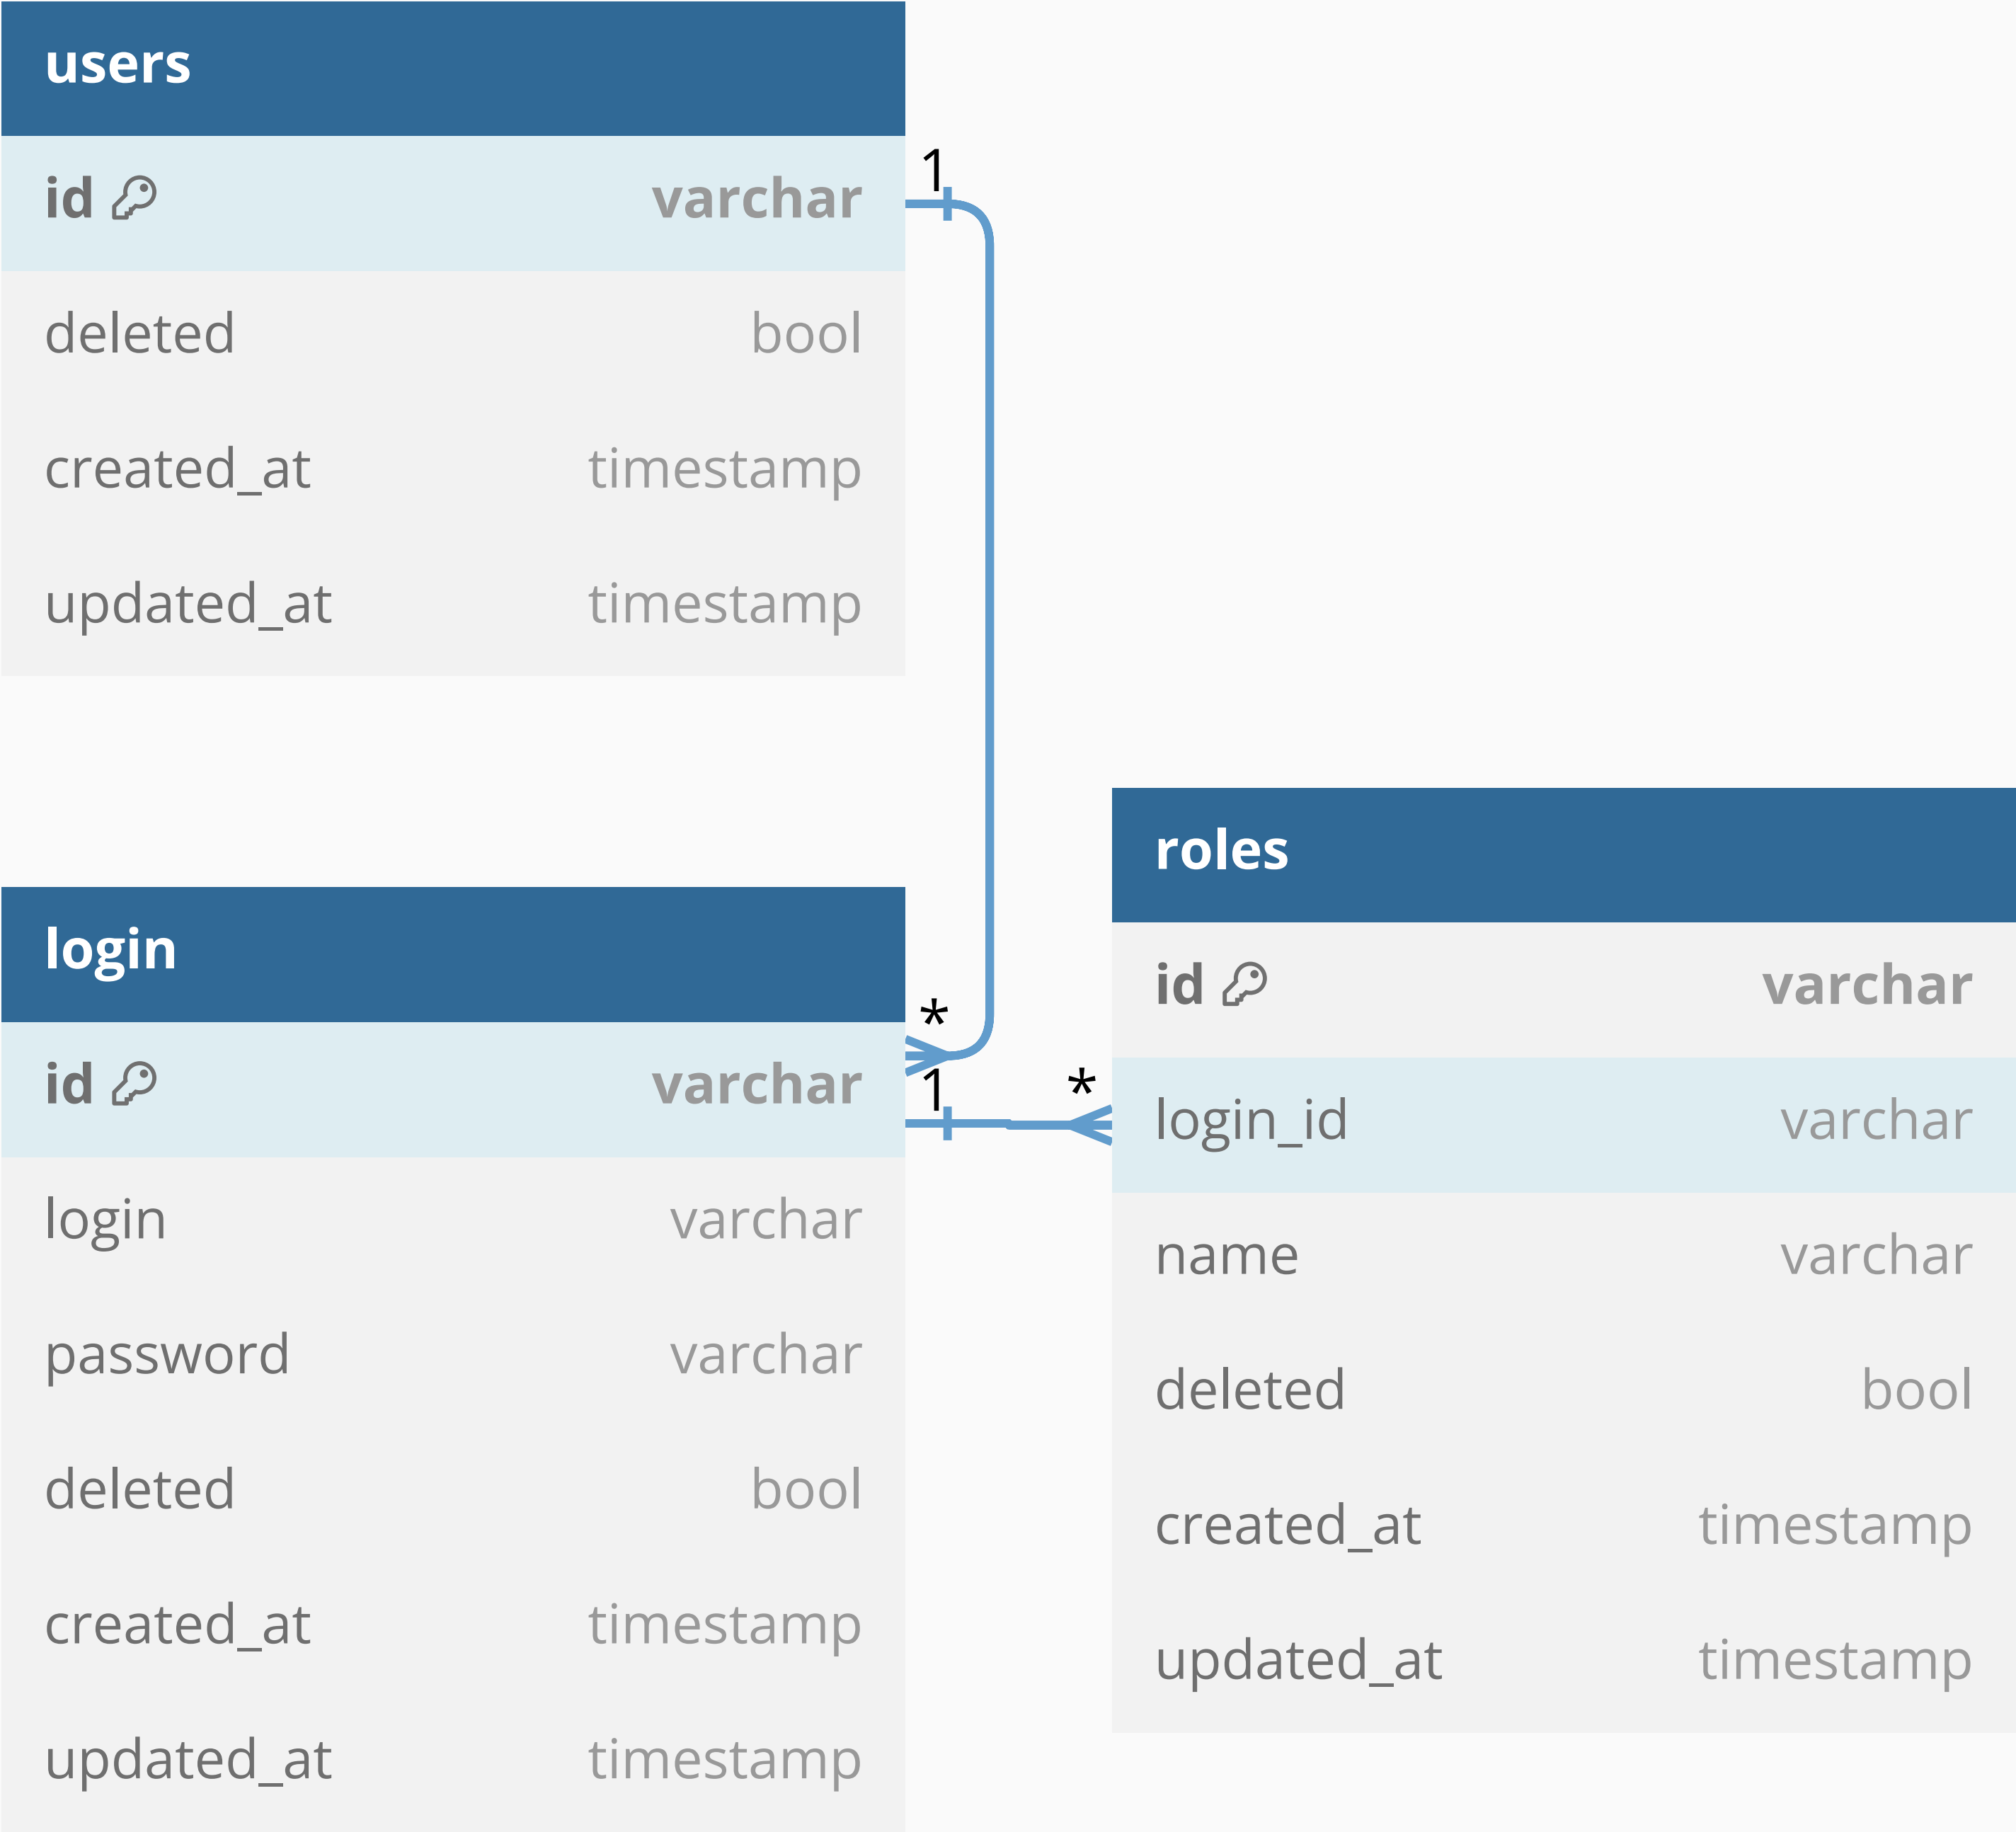 users
id varchar
deleted bool
created_at timestamp
updated_at timestamp
1
*
1
*
login
id varchar
login varchar
password varchar
deleted bool
created_at timestamp
updated_at timestamp
roles
id varchar
login_id varchar
name varchar
deleted bool
created_at timestamp
updated_at timestamp